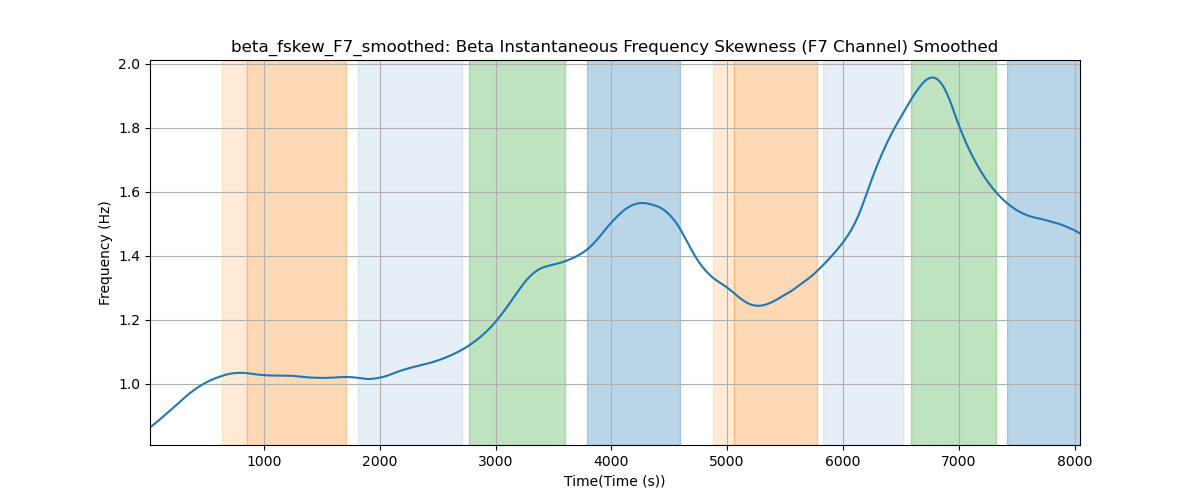 beta_fskew_F7_smoothed: Beta Instantaneous Frequency Skewness (F7 Channel) Smoothed
2.0
1.8
1.6
1.4
1.2
1.0
Frequency (Hz)
1000 2000 3000 4000 5000 6000 7000 8000
Time(Time (s))